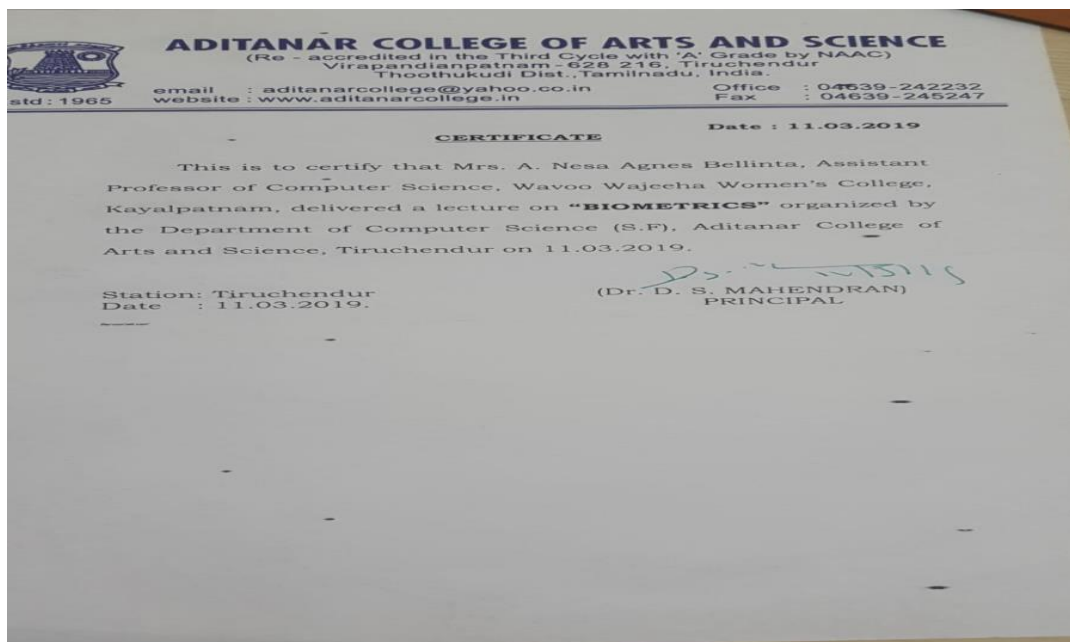 ADITANAR COLLEGE OF ARTS AND SCIENCE
(Re - accredited in the Third Cycle with 'A' Grade by NAAC)
Virapandianpatnam - 628 216, Tiruchendur
Thoothukudi Dist., Tamilnadu, India.
email : aditanarcollege@yahoo.co.in Office : 04639-242232
std : 1965 website : www.aditanarcollege.in Fax : 04639-245247
Date : 11.03.2019
CERTIFICATE
This is to certify that Mrs. A. Nesa Agnes Bellinta, Assistant
Professor of Computer Science, Wavoo Wajeeha Women's College,
Kayalpatnam, delivered a lecture on "BIOMETRICS" organized by
the Department of Computer Science (S.F), Aditanar College of
Arts and Science, Tiruchendur on 11.03.2019.
Station: Tiruchendur
Date : 11.03.2019.
(Dr. D. S. MAHENDRAN)
PRINCIPAL